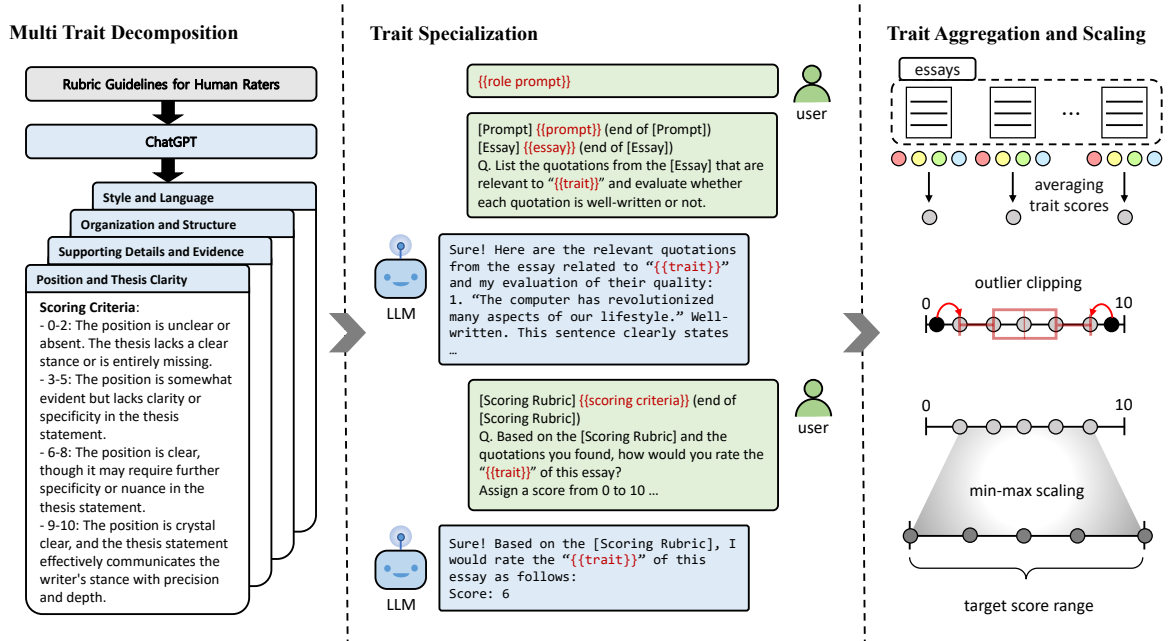 Multi Trait Decomposition
Rubric Guidelines for Human Raters
ChatGPT
Style and Language
Organization and Structure
Supporting Details and Evidence
Position and Thesis Clarity
Scoring Criteria:
- 0-2: The position is unclear or
absent. The thesis lacks a clear
stance or is entirely missing.
- 3-5: The position is somewhat
evident but lacks clarity or
specificity in the thesis
statement.
- 6-8: The position is clear,
though it may require further
specificity or nuance in the
thesis statement.
- 9-10: The position is crystal
clear, and the thesis statement
effectively communicates the
writer's stance with precision
and depth.
Trait Specialization
{{role prompt}}
user
[Prompt] {{prompt}} (end of [Prompt])
[Essay] {{essay}} (end of [Essay])
Q. List the quotations from the [Essay] that are
relevant to “{{trait}}” and evaluate whether
each quotation is well-written or not.
LLM
Sure! Here are the relevant quotations
from the essay related to “{{trait}}”
and my evaluation of their quality:
1. “The computer has revolutionized
many aspects of our lifestyle.” Well-
written. This sentence clearly states
…
[Scoring Rubric] {{scoring criteria}} (end of
[Scoring Rubric])
Q. Based on the [Scoring Rubric] and the
quotations you found, how would you rate the
“{{trait}}” of this essay?
Assign a score from 0 to 10 …
user
LLM
Sure! Based on the [Scoring Rubric], I
would rate the “{{trait}}” of this
essay as follows:
Score: 6
Trait Aggregation and Scaling
essays
…
averaging
trait scores
outlier clipping
0 10
0 10
min-max scaling
target score range